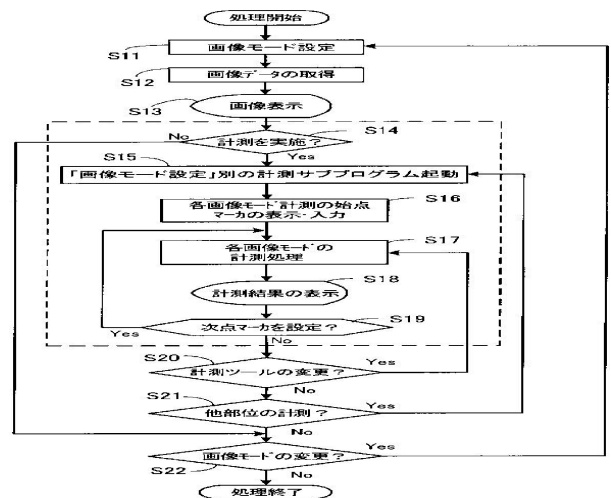 処理開始
S11
画像モード設定
S12
画像データの取得
S13
画像表示
No
計測を実施?
S14
Yes
S15
「画像モード設定」別の計測サブプログラム起動
各画像モード計測の始点
マーカの表示・入力
S16
各画像モードの
計測処理
S17
S18
計測結果の表示
次点マーカを設定?
S19
Yes
No
S20
計測ツールの変更?
Yes
No
S21
他部位の計測?
Yes
No
画像モードの変更?
Yes
S22
No
処理終了